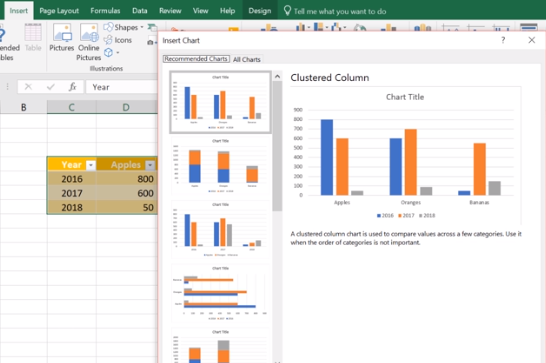 Insert Page Layout Formulas Data Review View Help Design Tell me what you want to do
Shapes
Icons
Table
Pictures Online
Pictures
Illustrations
Insert Chart ? X
Recommended Charts All Charts
fx Year
B C D
Year Apples
2016 800
2017 600
2018 50
Chart Title
Chart Title
Chart Title
Chart Title
Chart Title
Clustered Column
Chart Title
900
800
700
600
500
400
300
200
100
0
Apples Oranges Bananas
2016 2017 2018
A clustered column chart is used to compare values across a few categories. Use it
when the order of categories is not important.